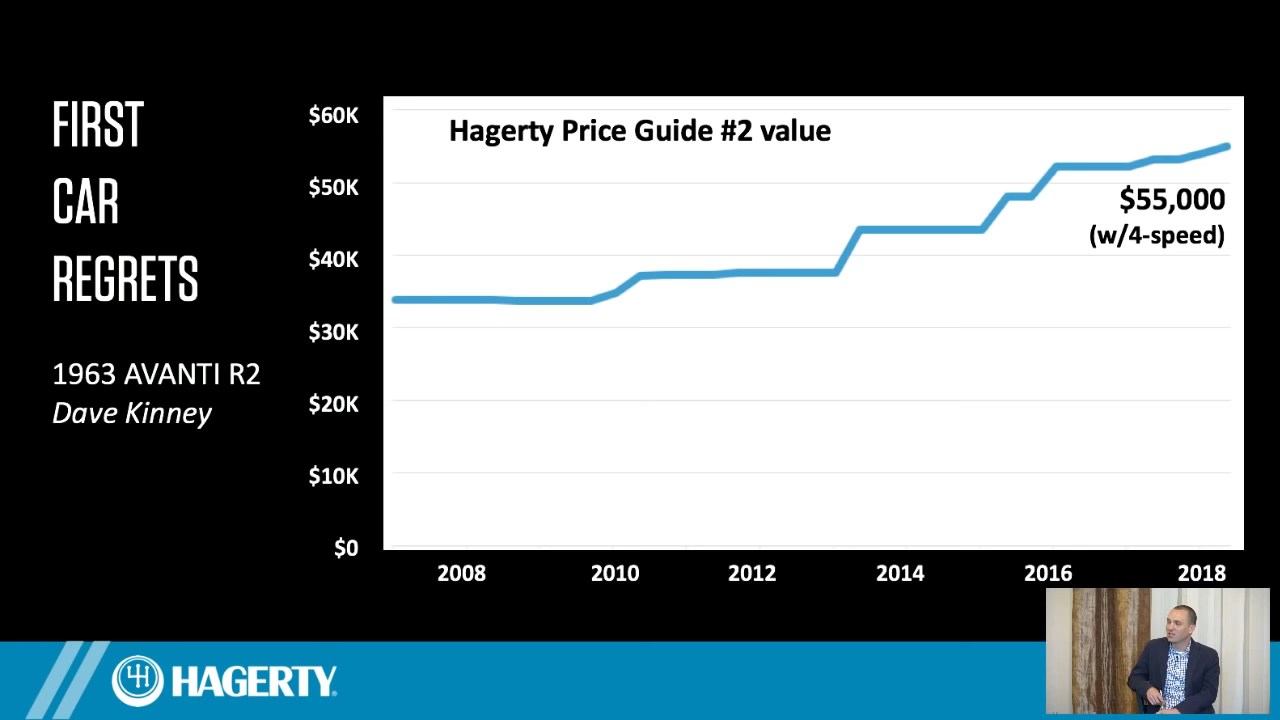 FIRST
CAR
REGRETS
1963 AVANTI R2
Dave Kinney
Hagerty Price Guide #2 value
$60K
$50K
$40K
$30K
$20K
$10K
$0
$55,000
(w/4-speed)
2008 2010 2012 2014 2016 2018
HAGERTY